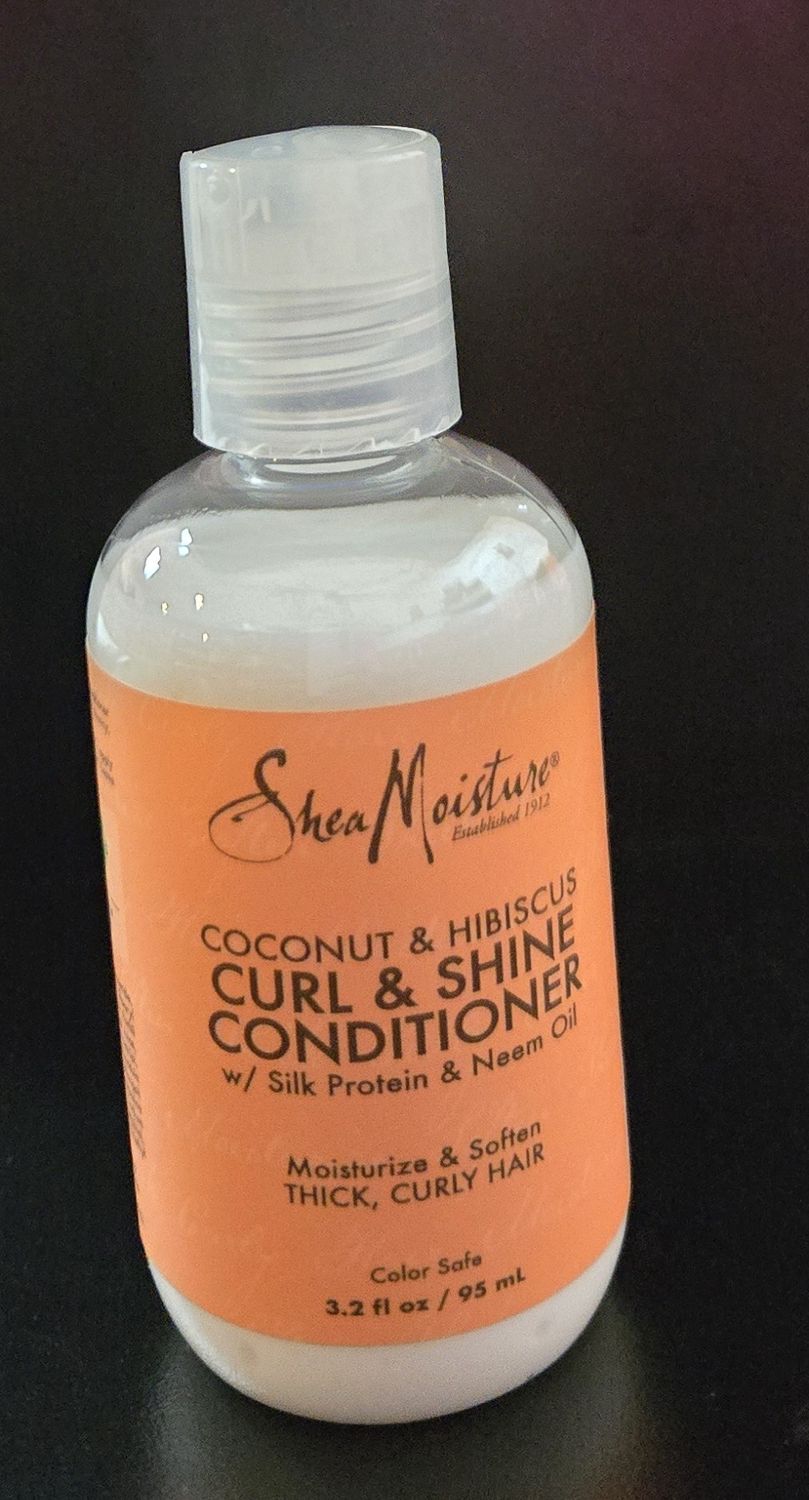 SheaMoisture®
Established 1912
COCONUT & HIBISCUS
CURL & SHINE
CONDITIONER
w/ Silk Protein & Neem Oil
Moisturize & Soften
THICK, CURLY HAIR
Color Safe
3.2 fl oz / 95 mL